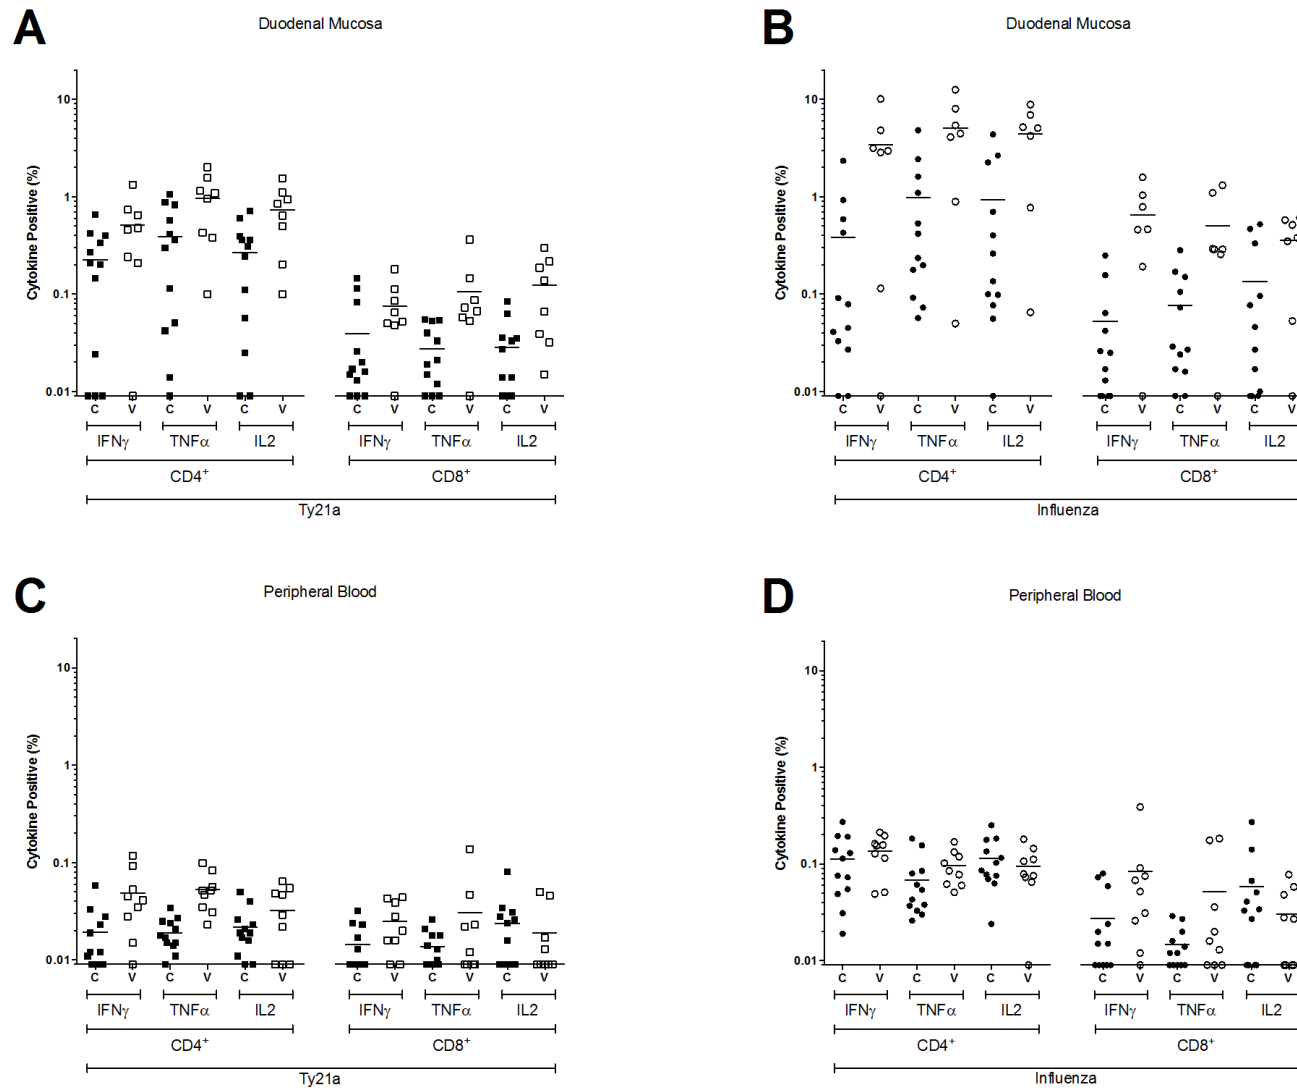 A
Duodenal Mucosa
Cytokine Positive (%)
10
1
0.1
0.01
C V C V C V C V C V C V
IFNγ TNFα IL2 IFNγ TNFα IL2
CD4+ CD8+
Ty21a
B
Duodenal Mucosa
Cytokine Positive (%)
10
1
0.1
0.01
C V C V C V C V C V C V
IFNγ TNFα IL2 IFNγ TNFα IL2
CD4+ CD8+
Influenza
C
Peripheral Blood
Cytokine Positive (%)
10
1
0.1
0.01
C V C V C V C V C V C V
IFNγ TNFα IL2 IFNγ TNFα IL2
CD4+ CD8+
Ty21a
D
Peripheral Blood
Cytokine Positive (%)
10
1
0.1
0.01
C V C V C V C V C V C V
IFNγ TNFα IL2 IFNγ TNFα IL2
CD4+ CD8+
Influenza